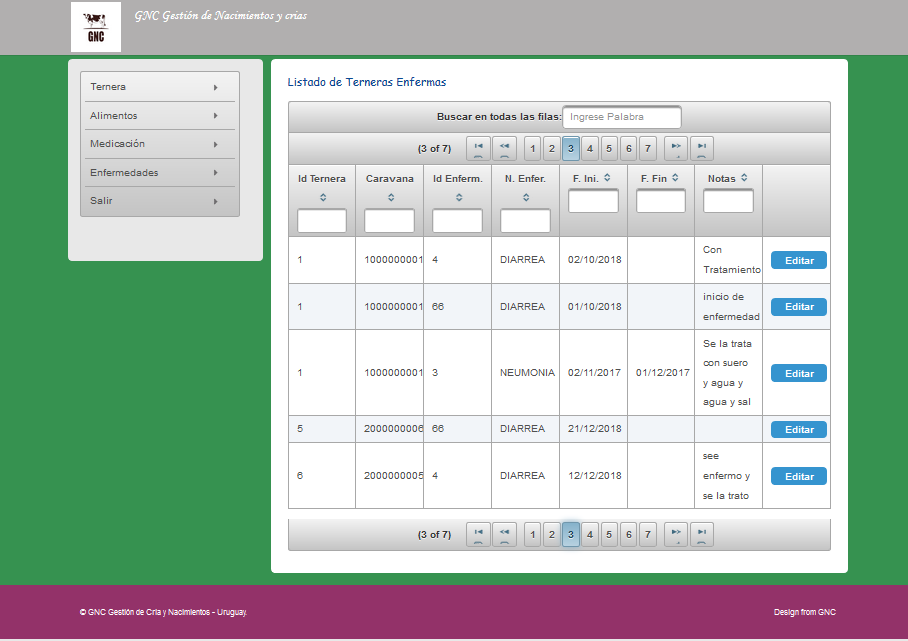 GNC
GNC Gestión de Nacimientos y crias
Ternera
Alimentos
Medicación
Enfermedades
Salir
Listado de Terneras Enfermas
Buscar en todas las filas: Ingrese Palabra
(3 of 7) 1 2 3 4 5 6 7
Id Ternera Caravana Id Enferm. N. Enfer. F. Ini. F. Fin Notas
1 1000000001 4 DIARREA 02/10/2018 Con
Tratamiento Editar
1 1000000001 66 DIARREA 01/10/2018 inicio de
enfermedad Editar
1 1000000001 3 NEUMONIA 02/11/2017 01/12/2017 Se la trata
con suero
y agua y
agua y sal Editar
5 2000000006 66 DIARREA 21/12/2018 Editar
6 2000000005 4 DIARREA 12/12/2018 see
enfermo y
se la trato Editar
(3 of 7) 1 2 3 4 5 6 7
© GNC Gestión de Cria y Nacimientos - Uruguay.
Design from GNC